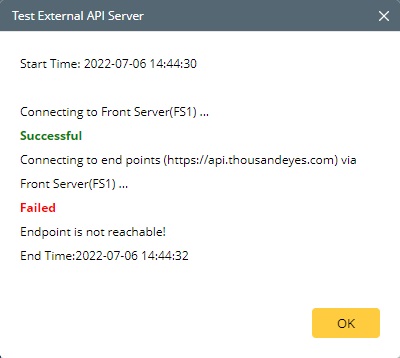 Test External API Server
Start Time: 2022-07-06 14:44:30
Connecting to Front Server(FS1) ...
Successful
Connecting to end points (https://api.thousandeyes.com) via
Front Server(FS1) ...
Failed
Endpoint is not reachable!
End Time:2022-07-06 14:44:32
OK